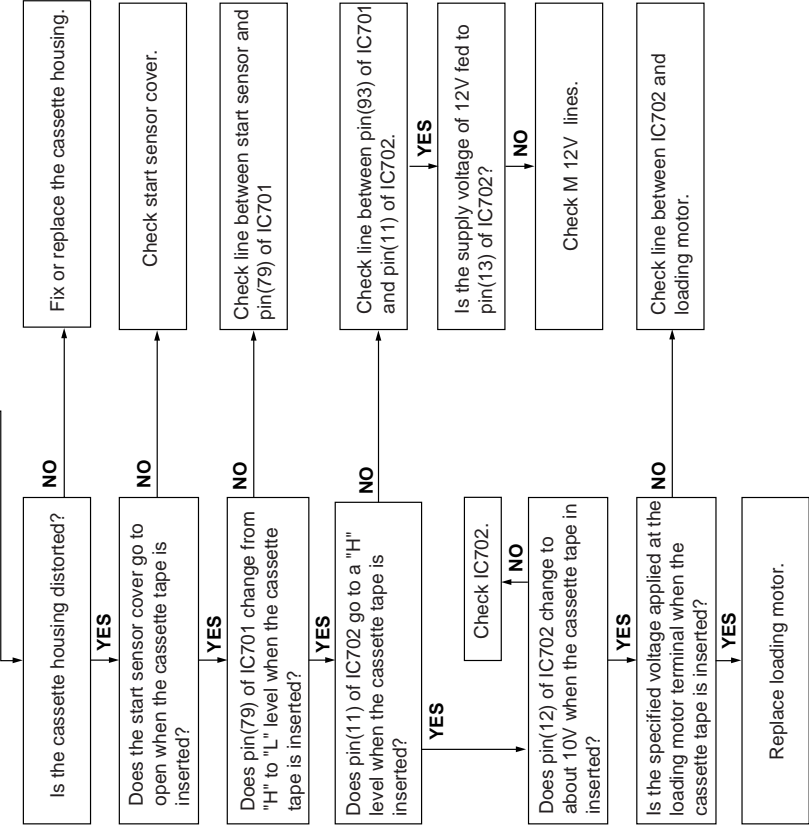 Is the cassette housing distorted?
NO
Fix or replace the cassette housing.
YES
Does the start sensor cover go to
open when the cassette tape is
inserted?
NO
Check start sensor cover.
YES
Does pin(79) of IC701 change from
"H" to "L" level when the cassette
tape is inserted?
NO
Check line between start sensor and
pin(79) of IC701
YES
Does pin(11) of IC702 go to a "H"
level when the cassette tape is
inserted?
NO
Check line between pin(93) of IC701
and pin(11) of IC702.
YES
Is the supply voltage of 12V fed to
pin(13) of IC702?
NO
Check M 12V lines.
YES
Does pin(12) of IC702 change to
about 10V when the cassette tape in
inserted?
NO
Check IC702.
YES
Is the specified voltage applied at the
loading motor terminal when the
cassette tape is inserted?
NO
Check line between IC702 and
loading motor.
YES
Replace loading motor.